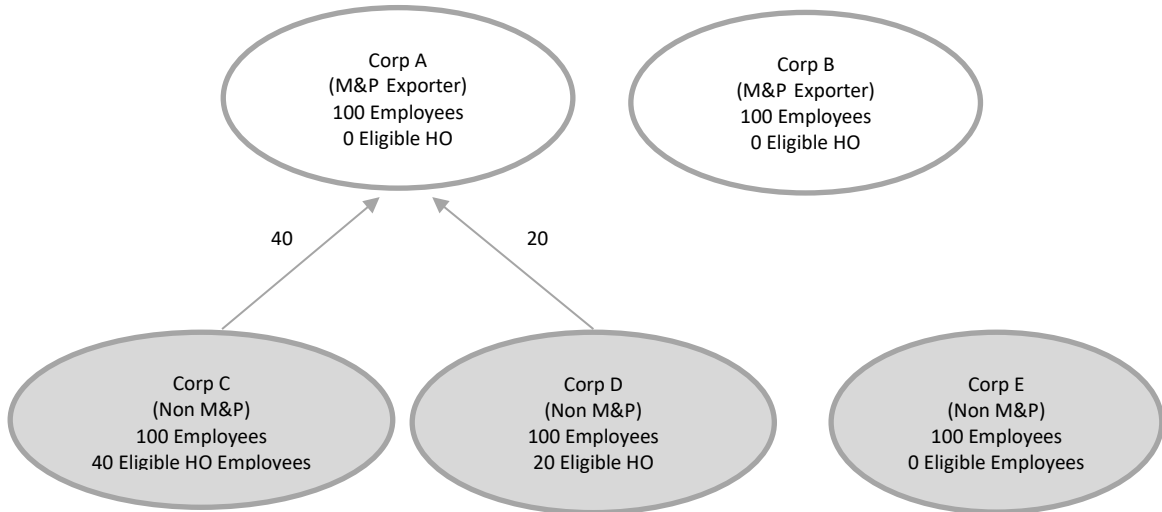 Corp A
(M&P Exporter)
100 Employees
0 Eligible HO
Corp B
(M&P Exporter)
100 Employees
0 Eligible HO
40
20
Corp C
(Non M&P)
100 Employees
40 Eligible HO Employees
Corp D
(Non M&P)
100 Employees
20 Eligible HO
Corp E
(Non M&P)
100 Employees
0 Eligible Employees